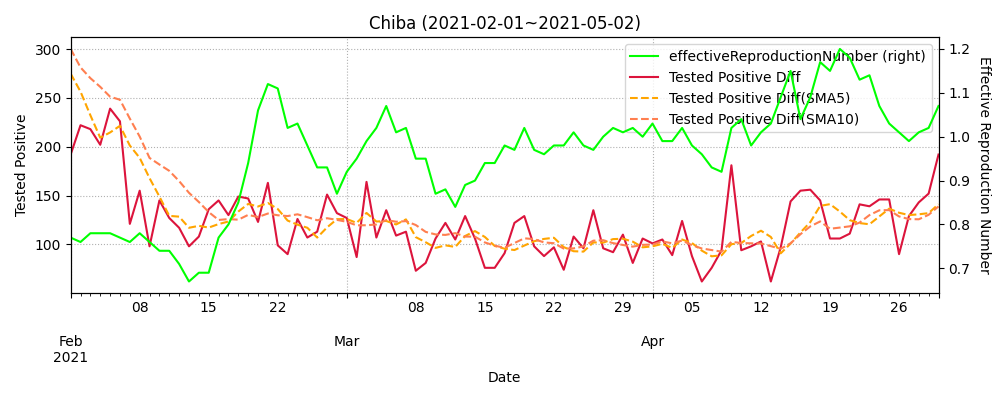 Chiba (2021-02-01~2021-05-02)
effectiveReproductionNumber (right)
Tested Positive Diff
Tested Positive Diff(SMA5)
Tested Positive Diff(SMA10)
Tested Positive
300
250
200
150
100
1.2
1.1
1.0
0.9
0.8
0.7
Effective Reproduction Number
08 15 22 08 15 22 29 05 12 19 26
Feb Mar Apr
2021
Date